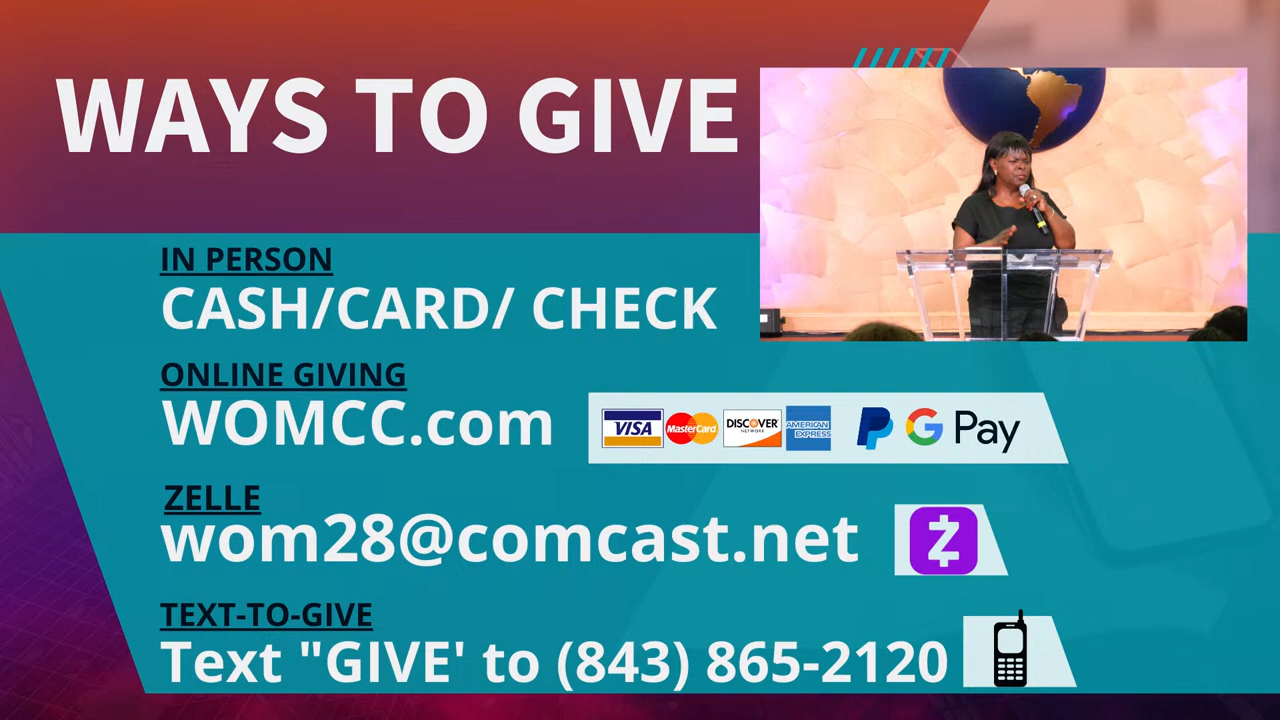 WAYS TO GIVE
IN PERSON
CASH/CARD/ CHECK
ONLINE GIVING
WOMCC.com
VISA MasterCard DISCOVER NETWORK AMERICAN EXPRESS G Pay
ZELLE
wom28@comcast.net
TEXT-TO-GIVE
Text "GIVE' to (843) 865-2120